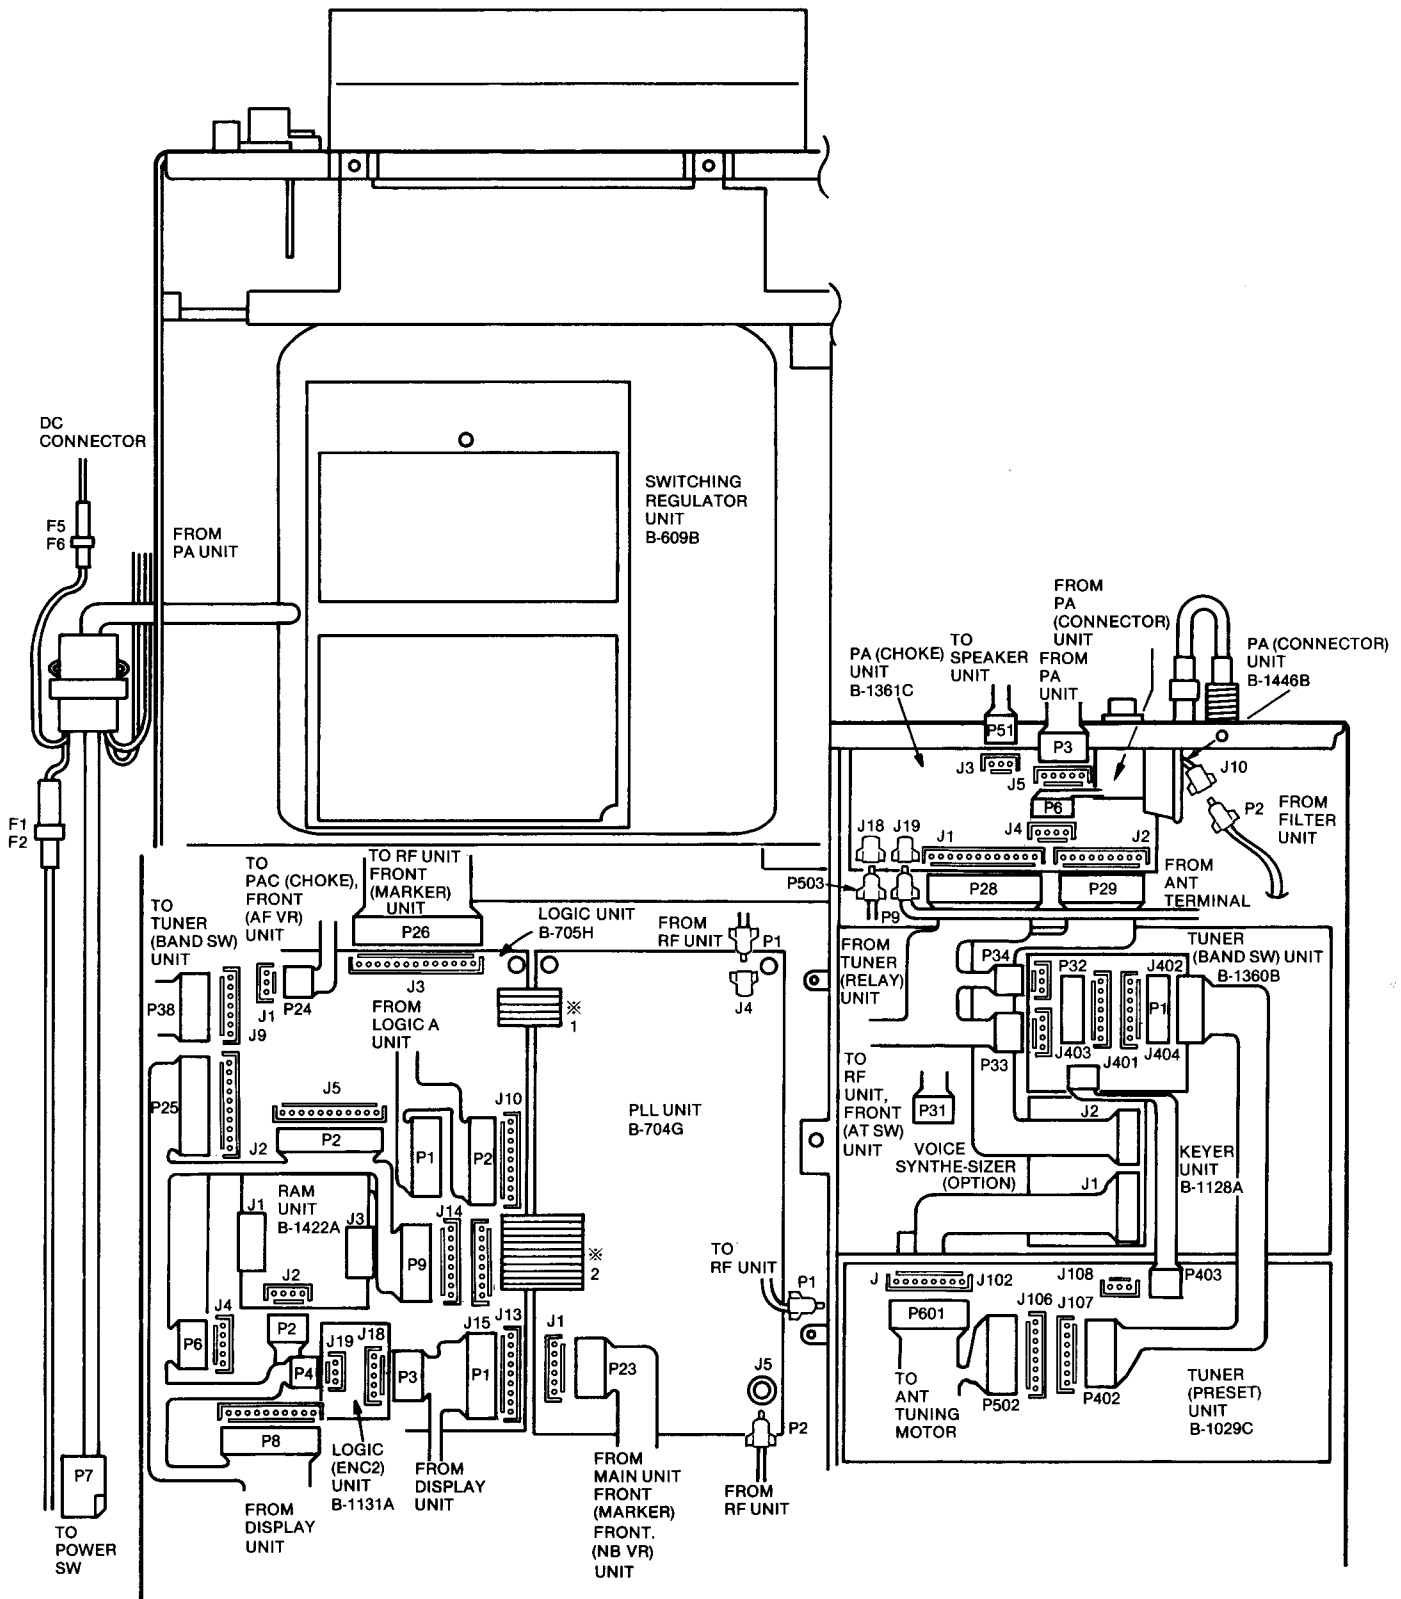 DC
CONNECTOR
F5
F6
FROM
PA UNIT
SWITCHING
REGULATOR
UNIT
B-609B
F1
F2
P7
TO
POWER
SW
FROM
PA
(CONNECTOR)
UNIT
FROM
PA
UNIT
TO
SPEAKER
UNIT
PA (CHOKE)
UNIT
B-1361C
PA (CONNECTOR)
UNIT
B-1446B
P51
P3
J3
J5
J10
P6
P2
FROM
FILTER
UNIT
J4
J18
J19
J1
J2
P503
P28
P29
FROM
ANT
TERMINAL
P9
TO
PAC (CHOKE),
FRONT
(AF VR)
UNIT
TO RF UNIT
FRONT
(MARKER)
UNIT
TO
TUNER
(BAND SW)
UNIT
P26
LOGIC UNIT
B-705H
FROM
RF UNIT
P1
J4
P38
J9
J1
P24
J3
FROM
LOGIC A
UNIT
※
1
P25
J2
J5
P2
P1
P2
J10
PLL UNIT
B-704G
RAM
UNIT
B-1422A
J1
J3
J2
P9
J14
※
2
TO
RF UNIT
P1
P6
J4
P2
P4
J19
J18
P3
J15
P1
J13
J1
P23
J5
P2
P8
LOGIC
(ENC2)
UNIT
B-1131A
FROM
DISPLAY
UNIT
FROM
DISPLAY
UNIT
FROM
MAIN UNIT
FRONT
(MARKER)
FRONT.
(NB VR)
UNIT
FROM
RF UNIT
FROM
TUNER
(RELAY)
UNIT
TUNER
(BAND SW) UNIT
B-1360B
P34
P32
J402
P1
P33
J403
J401
J404
TO
RF
UNIT,
FRONT
(AT SW)
UNIT
P31
J2
VOICE
SYNTHE-SIZER
(OPTION)
J1
KEYER
UNIT
B-1128A
J
J102
J108
P403
P601
J106
J107
P502
P402
TO
ANT
TUNING
MOTOR
TUNER
(PRESET)
UNIT
B-1029C